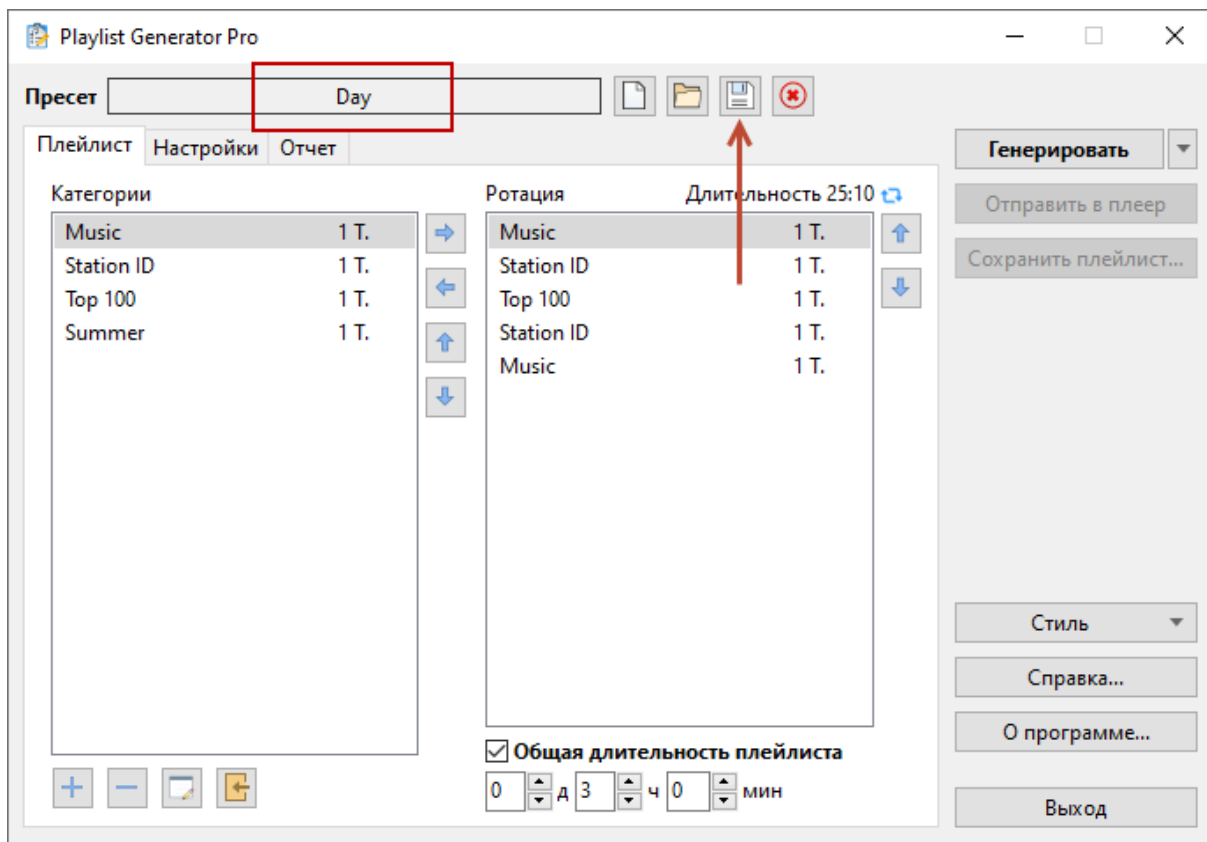 Playlist Generator Pro
Пресет Day
Плейлист Настройки Отчет
Категории
Music 1 Т.
Station ID 1 Т.
Top 100 1 Т.
Summer 1 Т.
Ротация Длительность 25:10
Music 1 Т.
Station ID 1 Т.
Top 100 1 Т.
Station ID 1 Т.
Music 1 Т.
Общая длительность плейлиста
0 д 3 ч 0 мин
Генерировать
Отправить в плеер
Сохранить плейлист...
Стиль
Справка...
О программе...
Выход